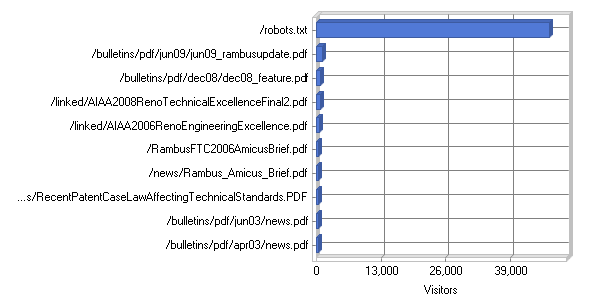 /robots.txt
/bulletins/pdf/jun09/jun09_rambusupdate.pdf
/bulletins/pdf/dec08/dec08_feature.pdf
/linked/AIAA2008RenoTechnicalExcellenceFinal2.pdf
/linked/AIAA2006RenoEngineeringExcellence.pdf
/RambusFTC2006AmicusBrief.pdf
/news/Rambus_Amicus_Brief.pdf
...s/RecentPatentCaseLawAffectingTechnicalStandards.PDF
/bulletins/pdf/jun03/news.pdf
/bulletins/pdf/apr03/news.pdf
0 13,000 26,000 39,000
Visitors